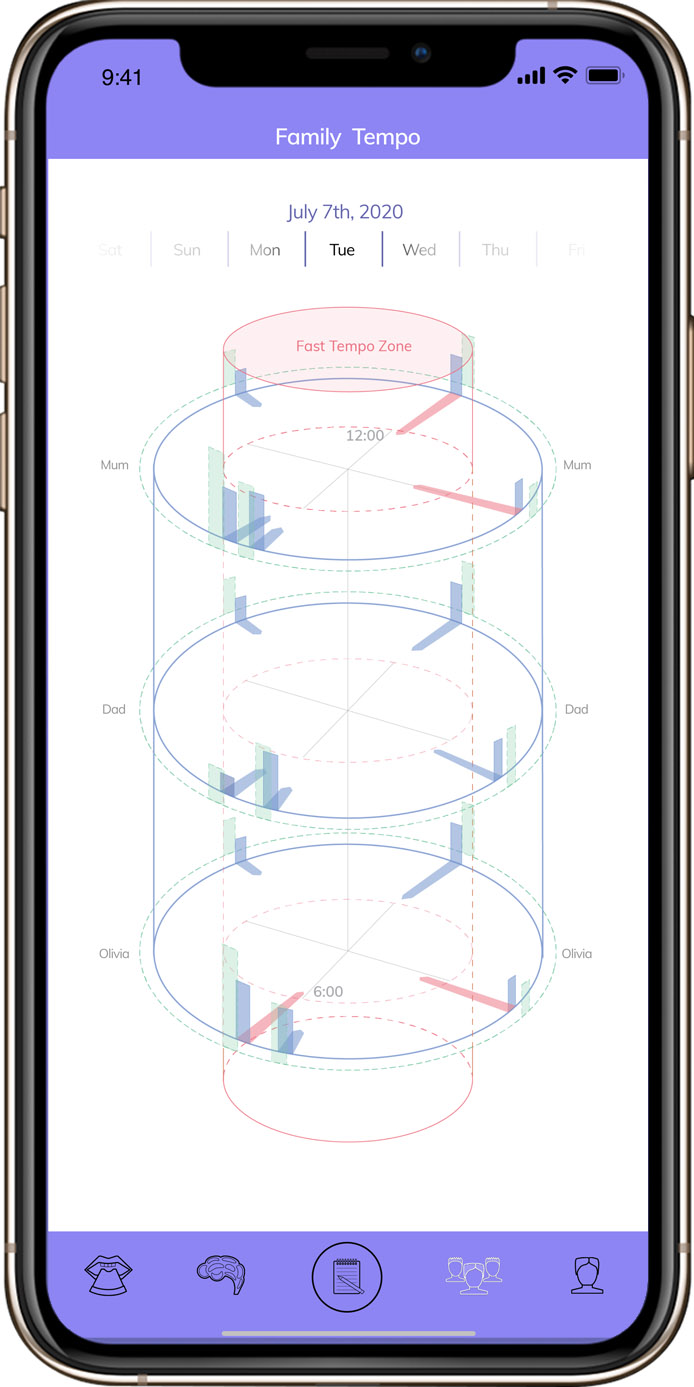 9:41
Family Tempo
July 7th, 2020
Sat Sun Mon Tue Wed Thu Fri
Fast Tempo Zone
12:00
Mum Mum
Dad Dad
Olivia Olivia
6:00